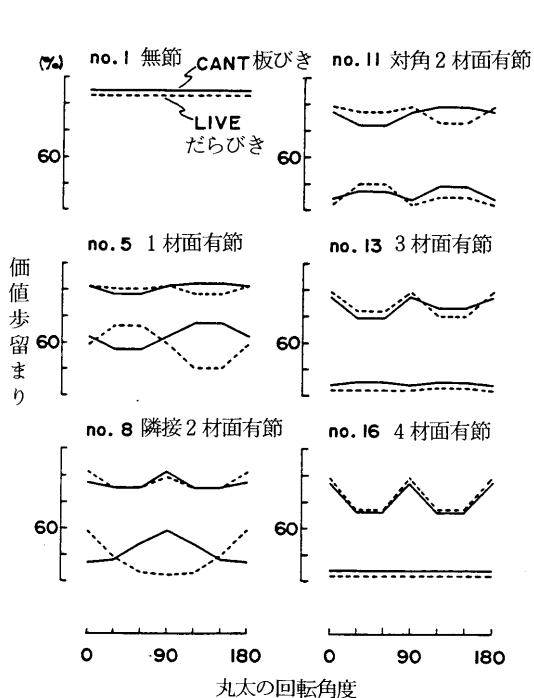 (%)
no.1 無節
CANT板びき
LIVE
だらびき
60
no.11 対角2材面有節
60
no.5 1材面有節
60
no.13 3材面有節
60
no.8 隣接2材面有節
60
no.16 4材面有節
60
価値歩留まり
0 90 180
0 90 180
丸太の回転角度